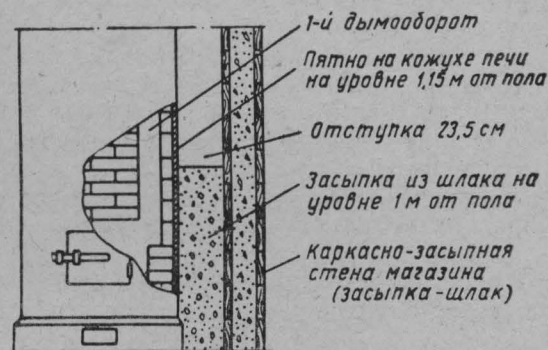 1-й дымооборот
Пятно на кожухе печи
на уровне 1,15 м от пола
Отступка 23,5 см
Засыпка из шлака на
уровне 1 м от пола
Каркасно-засыпная
стена магазина
(засыпка-шлак)